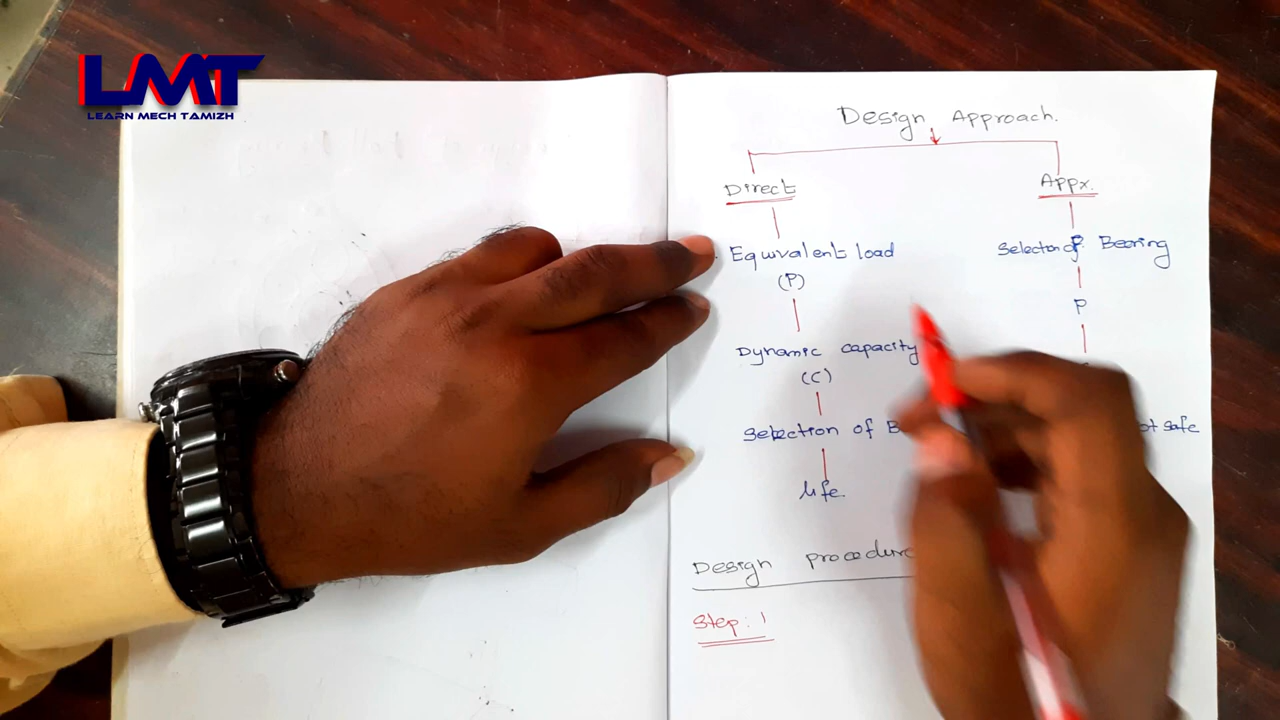 LMT
LEARN MECH TAMIZH
Design Approach.
Direct
Appx.
Equivalent load
(P)
Selection of Bearing
P
Dynamic capacity
(C)
Selection of B
ot safe
life.
Design procedure
Step: 1